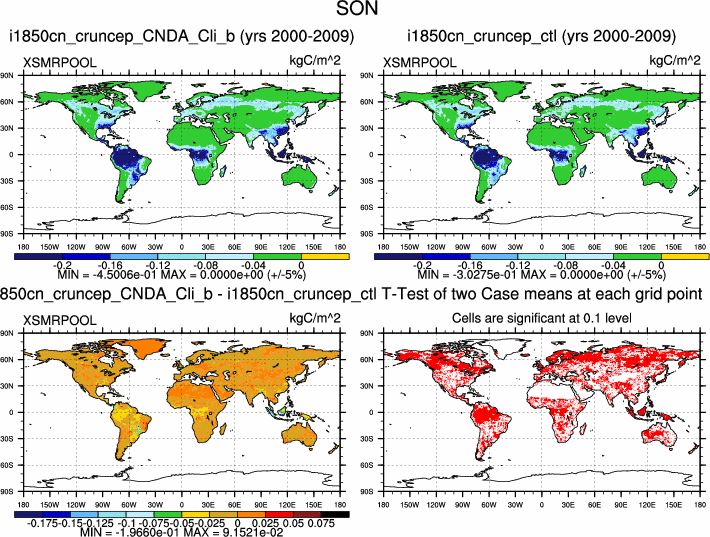 SON
i1850cn_cruncep_CNDA_Cli_b (yrs 2000-2009)
i1850cn_cruncep_ctl (yrs 2000-2009)
XSMRPOOL kgC/m^2
XSMRPOOL kgC/m^2
90N
60N
30N
0
30S
60S
90S
180 150W 120W 90W 60W 30W 0 30E 60E 90E 120E 150E 180
90N
60N
30N
0
30S
60S
90S
180 150W 120W 90W 60W 30W 0 30E 60E 90E 120E 150E 180
-0.2 -0.16 -0.12 -0.08 -0.04 0
MIN = -4.5006e-01 MAX = 0.0000e+00 (+/-5%)
-0.2 -0.16 -0.12 -0.08 -0.04 0
MIN = -3.0275e-01 MAX = 0.0000e+00 (+/-5%)
850cn_cruncep_CNDA_Cli_b - i1850cn_cruncep_ctl
T-Test of two Case means at each grid point
XSMRPOOL kgC/m^2
Cells are significant at 0.1 level
90N
60N
30N
0
30S
60S
90S
180 150W 120W 90W 60W 30W 0 30E 60E 90E 120E 150E 180
90N
60N
30N
0
30S
60S
90S
180 150W 120W 90W 60W 30W 0 30E 60E 90E 120E 150E 180
-0.175 -0.15 -0.125 -0.1 -0.075 -0.05 -0.025 0 0.025 0.05 0.075
MIN = -1.9660e-01 MAX = 9.1521e-02